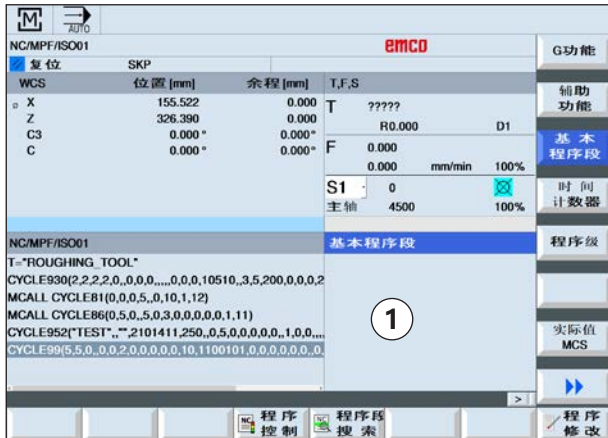 M
AUTO
NC/MPF/ISO01
emco
复位 SKP
WCS 位置 [mm] 余程 [mm]
X 155.522 0.000
Z 326.390 0.000
C3 0.000 ° 0.000 °
C 0.000 ° 0.000 °
T,F,S
T ?????
R0.000 D1
F 0.000
0.000 mm/min 100%
S1 0
主轴 4500 100%
NC/MPF/ISO01
T="ROUGHING_TOOL"
CYCLE930(2,2,2,2,0,,0,0,0,,,,,0,0,0,10510,,3,5,200,0,0,0,2
MCALL CYCLE81(0,0,0,5,,0,10,1,12)
MCALL CYCLE86(0,5,0,,5,0,3,0,0,0,0,0,1,11)
CYCLE952("TEST",,"",2101411,250,,0,5,0,0,0,0,0,,1,0,0,,,,
CYCLE99(5,5,0,,0,0,2,0,0,0,0,0,10,1100101,0,0,0,0,0,0,,0,
基本程序段
1
>
G功能
辅助
功能
基本
程序段
时间
计数器
程序级
实际值
MCS
NC 程序
控制
NC 程序段
搜索
程序
修改